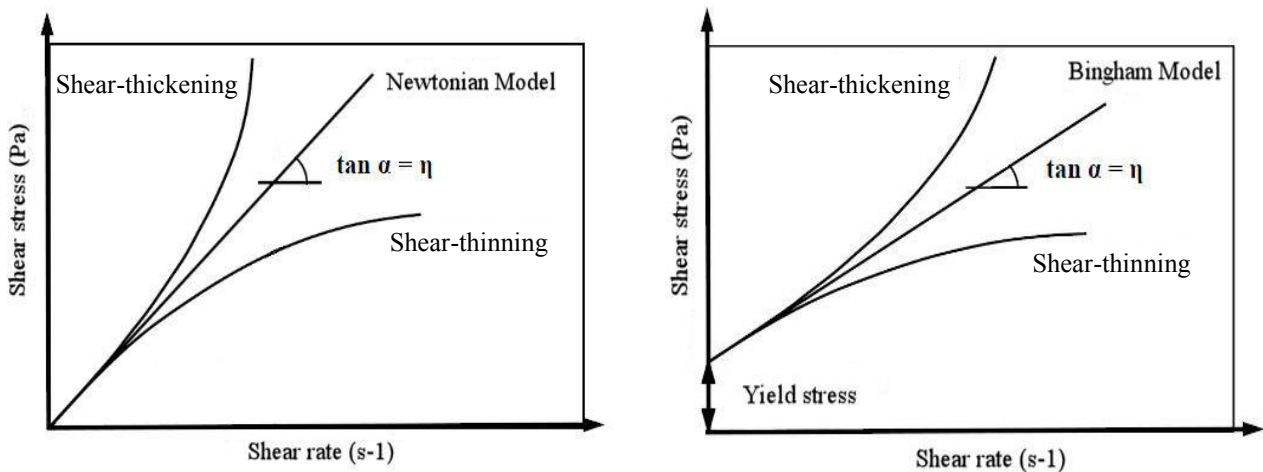 Shear-thickening
Newtonian Model
tan α = η
Shear-thinning
Shear stress (Pa)
Shear rate (s-1)
Shear-thickening
Bingham Model
tan α = η
Shear-thinning
Yield stress
Shear stress (Pa)
Shear rate (s-1)